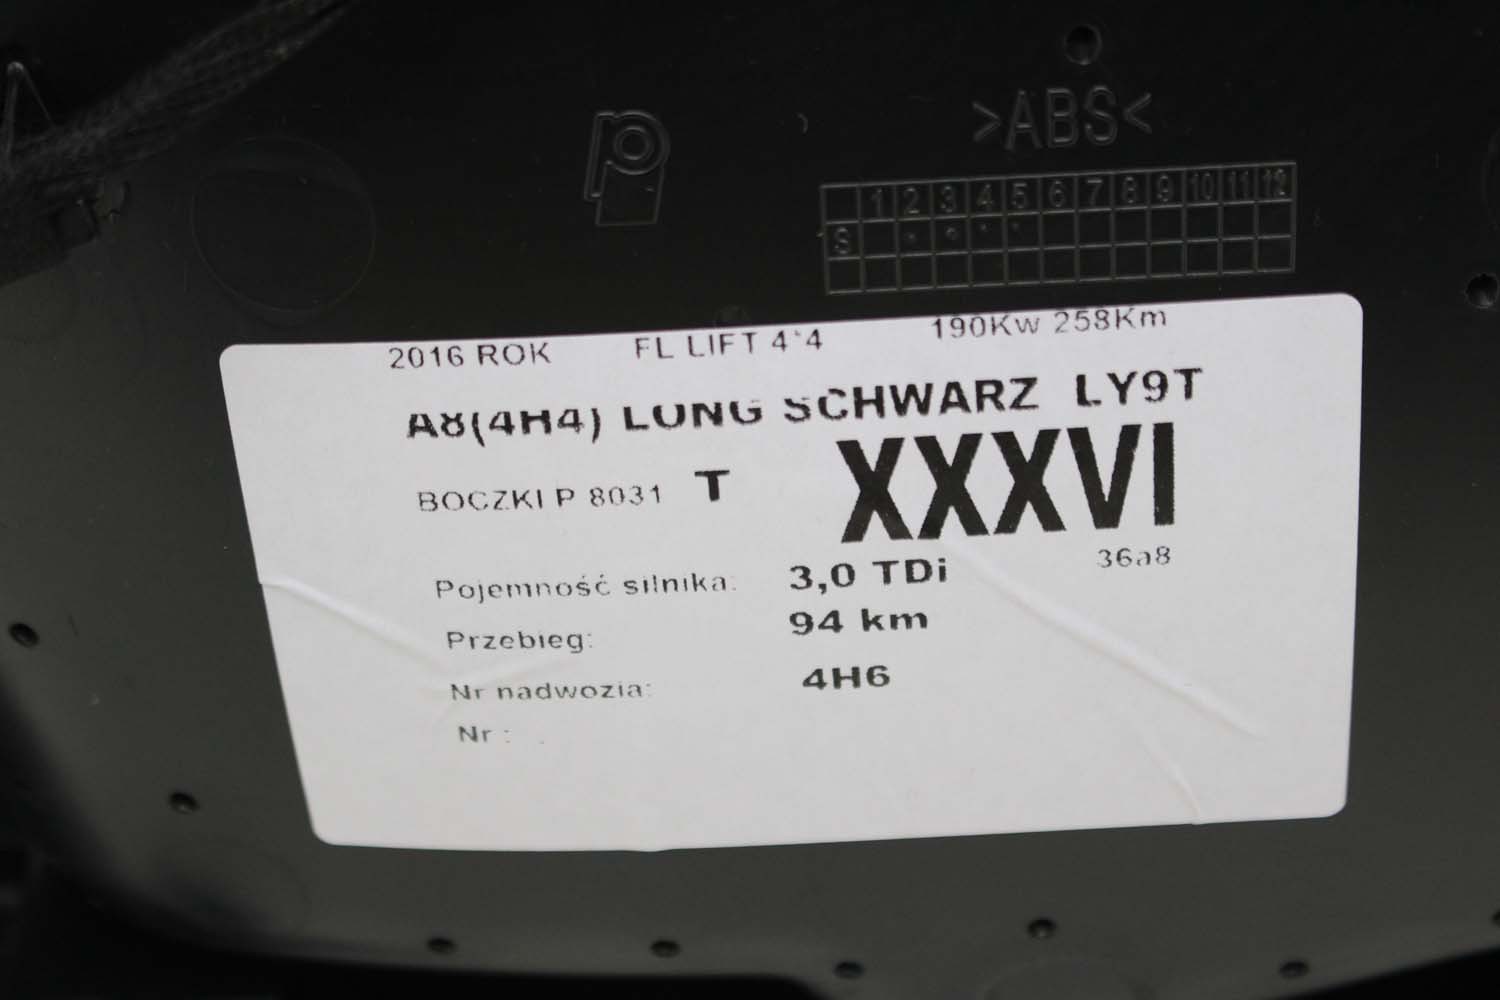 >ABS<
1 2 3 4 5 6 7 8 9 10 11 12
S
2016 ROK FL LIFT 4*4 190Kw 258Km
A8(4H4) LONG SCHWARZ LY9T
BOCZKI P 8031 T XXXVI
36a8
Pojemność silnika: 3,0 TDi
Przebieg: 94 km
Nr nadwozia: 4H6
Nr :